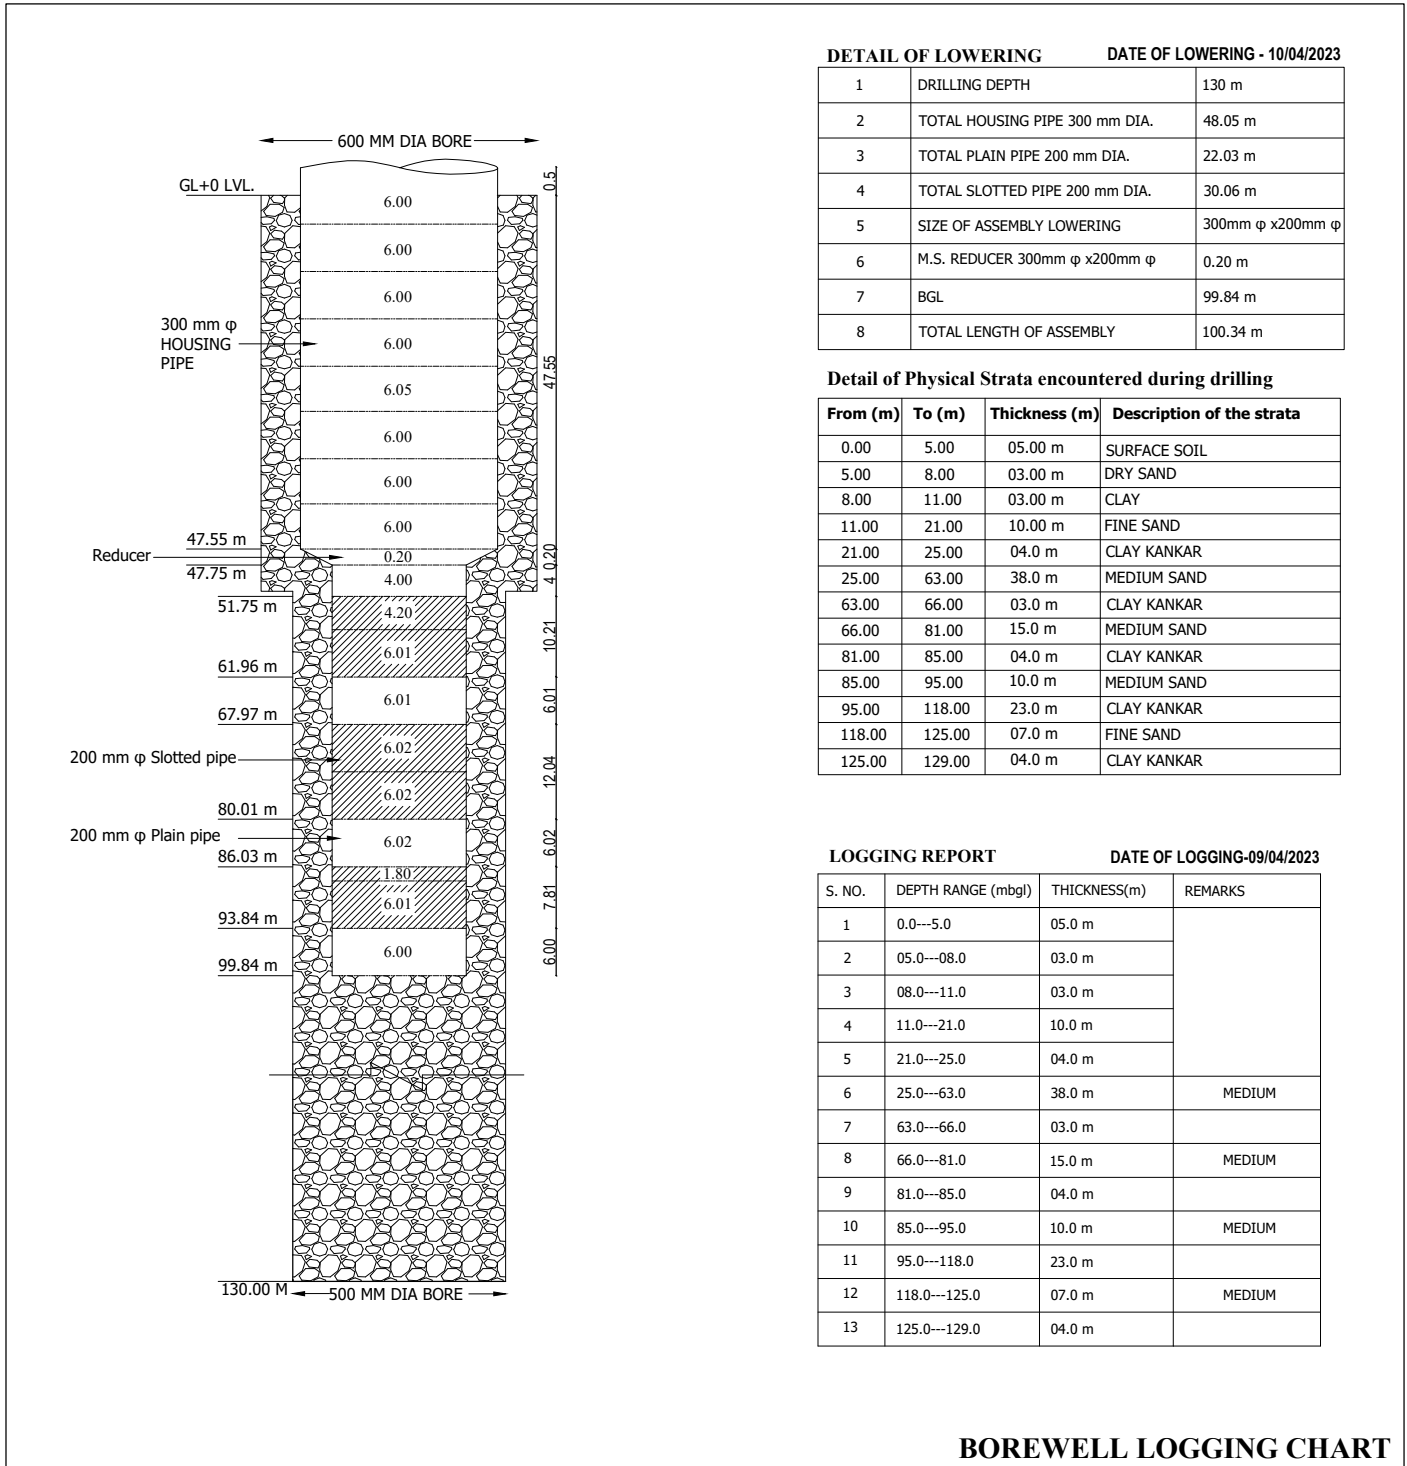 600 MM DIA BORE
GL+0 LVL.
0.5
6.00
6.00
6.00
300 mm φ
HOUSING
PIPE
6.00
47.55
6.05
6.00
6.00
6.00
47.55 m
Reducer
0.20
0.20
47.75 m
4.00
4
51.75 m
4.20
10.21
6.01
61.96 m
6.01
6.01
67.97 m
200 mm φ Slotted pipe
6.02
12.04
6.02
80.01 m
200 mm φ Plain pipe
6.02
6.02
86.03 m
1.80
7.81
6.01
93.84 m
6.00
6.00
99.84 m
130.00 M
500 MM DIA BORE
DETAIL OF LOWERING DATE OF LOWERING - 10/04/2023
1 DRILLING DEPTH 130 m
2 TOTAL HOUSING PIPE 300 mm DIA. 48.05 m
3 TOTAL PLAIN PIPE 200 mm DIA. 22.03 m
4 TOTAL SLOTTED PIPE 200 mm DIA. 30.06 m
5 SIZE OF ASSEMBLY LOWERING 300mm φ x200mm φ
6 M.S. REDUCER 300mm φ x200mm φ 0.20 m
7 BGL 99.84 m
8 TOTAL LENGTH OF ASSEMBLY 100.34 m
Detail of Physical Strata encountered during drilling
From (m) To (m) Thickness (m) Description of the strata
0.00 5.00 05.00 m SURFACE SOIL
5.00 8.00 03.00 m DRY SAND
8.00 11.00 03.00 m CLAY
11.00 21.00 10.00 m FINE SAND
21.00 25.00 04.0 m CLAY KANKAR
25.00 63.00 38.0 m MEDIUM SAND
63.00 66.00 03.0 m CLAY KANKAR
66.00 81.00 15.0 m MEDIUM SAND
81.00 85.00 04.0 m CLAY KANKAR
85.00 95.00 10.0 m MEDIUM SAND
95.00 118.00 23.0 m CLAY KANKAR
118.00 125.00 07.0 m FINE SAND
125.00 129.00 04.0 m CLAY KANKAR
LOGGING REPORT DATE OF LOGGING-09/04/2023
S. NO. DEPTH RANGE (mbgl) THICKNESS(m) REMARKS
1 0.0---5.0 05.0 m
2 05.0---08.0 03.0 m
3 08.0---11.0 03.0 m
4 11.0---21.0 10.0 m
5 21.0---25.0 04.0 m
6 25.0---63.0 38.0 m MEDIUM
7 63.0---66.0 03.0 m
8 66.0---81.0 15.0 m MEDIUM
9 81.0---85.0 04.0 m
10 85.0---95.0 10.0 m MEDIUM
11 95.0---118.0 23.0 m
12 118.0---125.0 07.0 m MEDIUM
13 125.0---129.0 04.0 m
BOREWELL LOGGING CHART